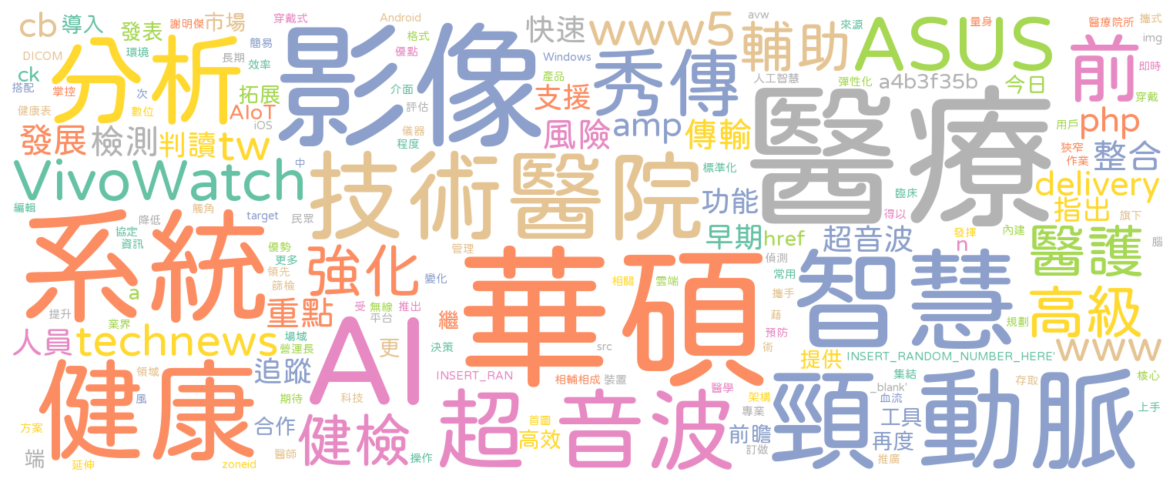 cb 導入 發表 謝明傑 市場 穿戴式 Android 快速 www5 輔助 avw 來源 ASUS 量身 醫療院所 攜式 img
DICOM 環境 簡易 優點 格式 Windows 秀傳 產品 人工智慧 彈性化 a4b3f35b 今日 前 即時
ck 分析 長期 影像 介面 支援 穿戴
搭配 掌控 次 效率 拓展 評估
健康表 數位 AIoT iOS 儀器 風險 amp 傳輸 醫療 用戶 php
發展 檢測 判讀 tw 程度 狹窄 整合
VivoWatch 中 技術 醫院 標準化 作業
編輯 觸角 target 民眾 功能 臨床 delivery
降低 得以 指出 旗下
協定 優勢 管理 早期 href 超音波 發揮 內建 醫護 腦
資訊 更多 n
系統 領先 強化 變化 華碩 相關 雲端 偵測 智慧
a 篩檢 常用
提升 重點 受 無線 推出 攜手 高級
業界 場域 平台 繼 藉 規劃
人員 technews 營運長 AI 更 決策 src 預防 術 www
領域 追蹤 INSERT_RAN 相輔相成 裝置 提供 INSERT_RANDOM_NUMBER_HERE'
健康 科技 醫學 集結 存取 核心
風 期待 架構 _blank' 血流 上手
方案 合作 健檢 超音波 首圖 專業 頸動脈 工具
端 醫師 高效 前瞻 再度
延伸 zoneid 操作 訂做 推廣